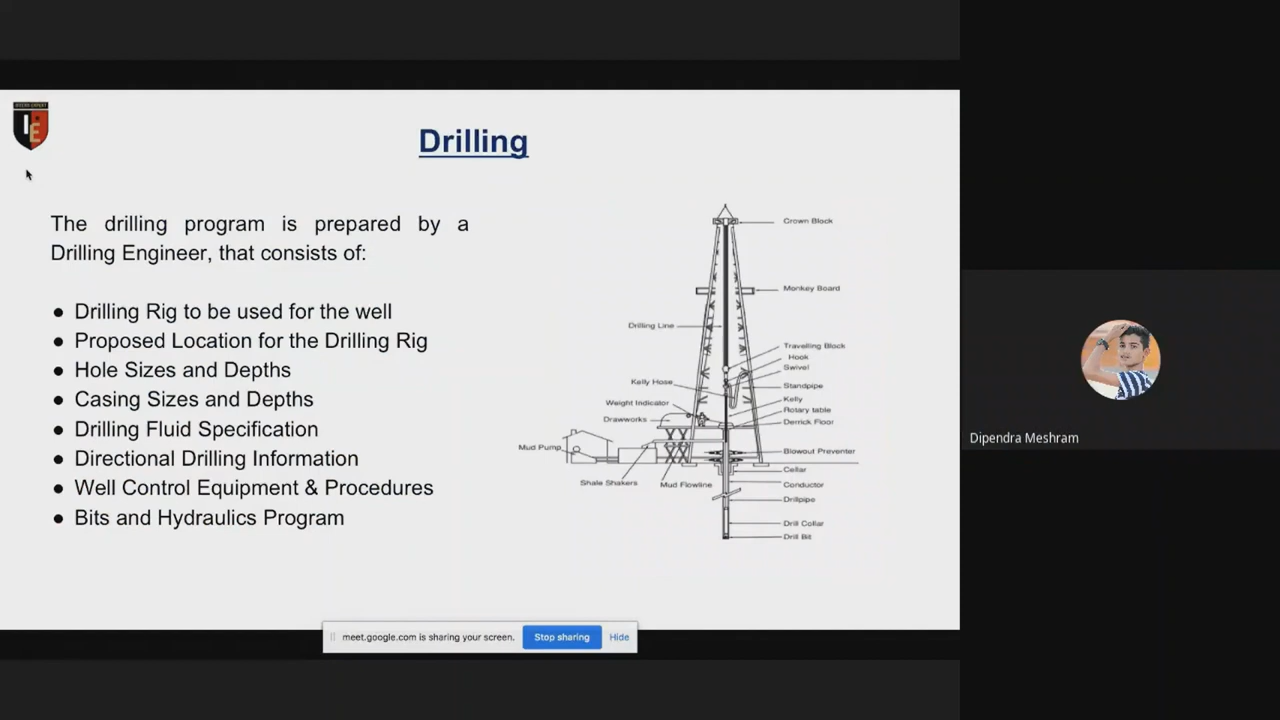 Drilling
The drilling program is prepared by a
Drilling Engineer, that consists of:
● Drilling Rig to be used for the well
● Proposed Location for the Drilling Rig
● Hole Sizes and Depths
● Casing Sizes and Depths
● Drilling Fluid Specification
● Directional Drilling Information
● Well Control Equipment & Procedures
● Bits and Hydraulics Program
Crown Block
Monkey Board
Drilling Line
Travelling Block
Hook
Swivel
Kelly Hose
Standpipe
Kelly
Weight Indicator
Rotary table
Drawworks
Derrick Floor
Mud Pump
Blowout Preventer
Cellar
Shale Shakers
Mud Flowline
Conductor
Drillpipe
Drill Collar
Drill Bit
meet.google.com is sharing your screen.
Stop sharing
Hide
Dipendra Meshram
IE